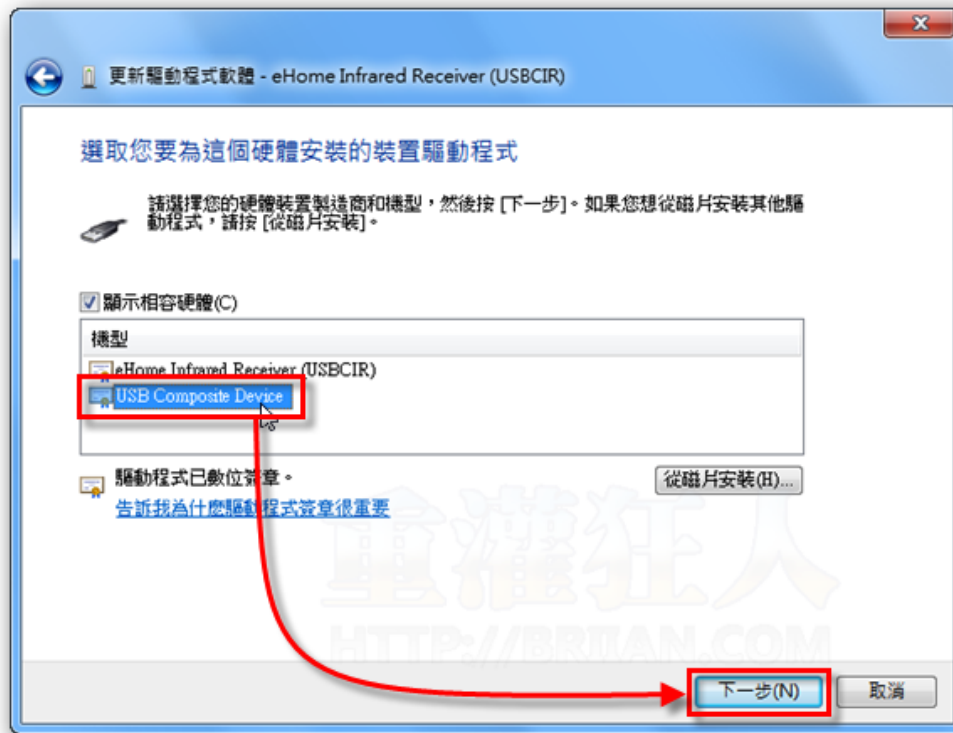 更新驅動程式軟體 - eHome Infrared Receiver (USBCIR)
選取您要為這個硬體安裝的裝置驅動程式
請選擇您的硬體裝置製造商和機型，然後按 [下一步]。如果您想從磁片安裝其他驅
動程式，請按 [從磁片安裝]。
顯示相容硬體(C)
機型
eHome Infrared Receiver (USBCIR)
USB Composite Device
驅動程式已數位簽章。
從磁片安裝(H)...
告訴我為什麼驅動程式簽章很重要
重灌狂人
HTTP://BRIIAN.COM
下一步(N)
取消